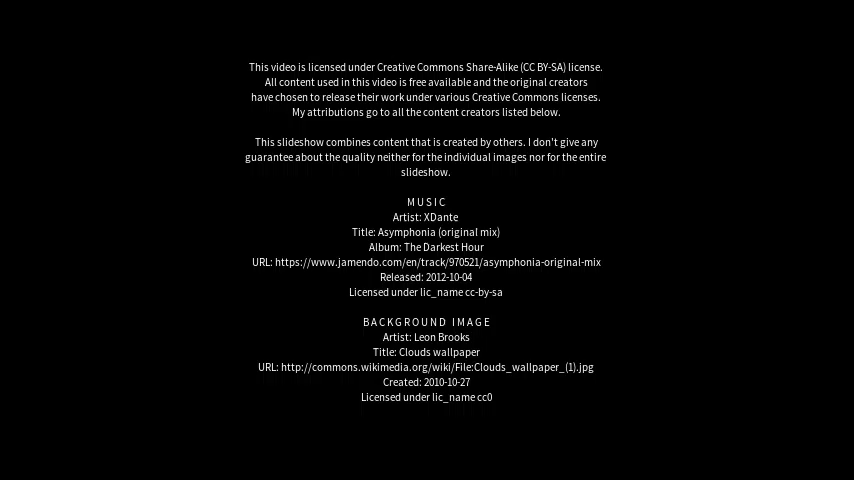 This video is licensed under Creative Commons Share-Alike (CC BY-SA) license.
All content used in this video is free available and the original creators
have chosen to release their work under various Creative Commons licenses.
My attributions go to all the content creators listed below.
This slideshow combines content that is created by others. I don't give any
guarantee about the quality neither for the individual images nor for the entire
slideshow.
MUSIC
Artist: XDante
Title: Asymphonia (original mix)
Album: The Darkest Hour
URL: https://www.jamendo.com/en/track/970521/asymphonia-original-mix
Released: 2012-10-04
Licensed under lic_name cc-by-sa
BACKGROUND IMAGE
Artist: Leon Brooks
Title: Clouds wallpaper
URL: http://commons.wikimedia.org/wiki/File:Clouds_wallpaper_(1).jpg
Created: 2010-10-27
Licensed under lic_name cc0